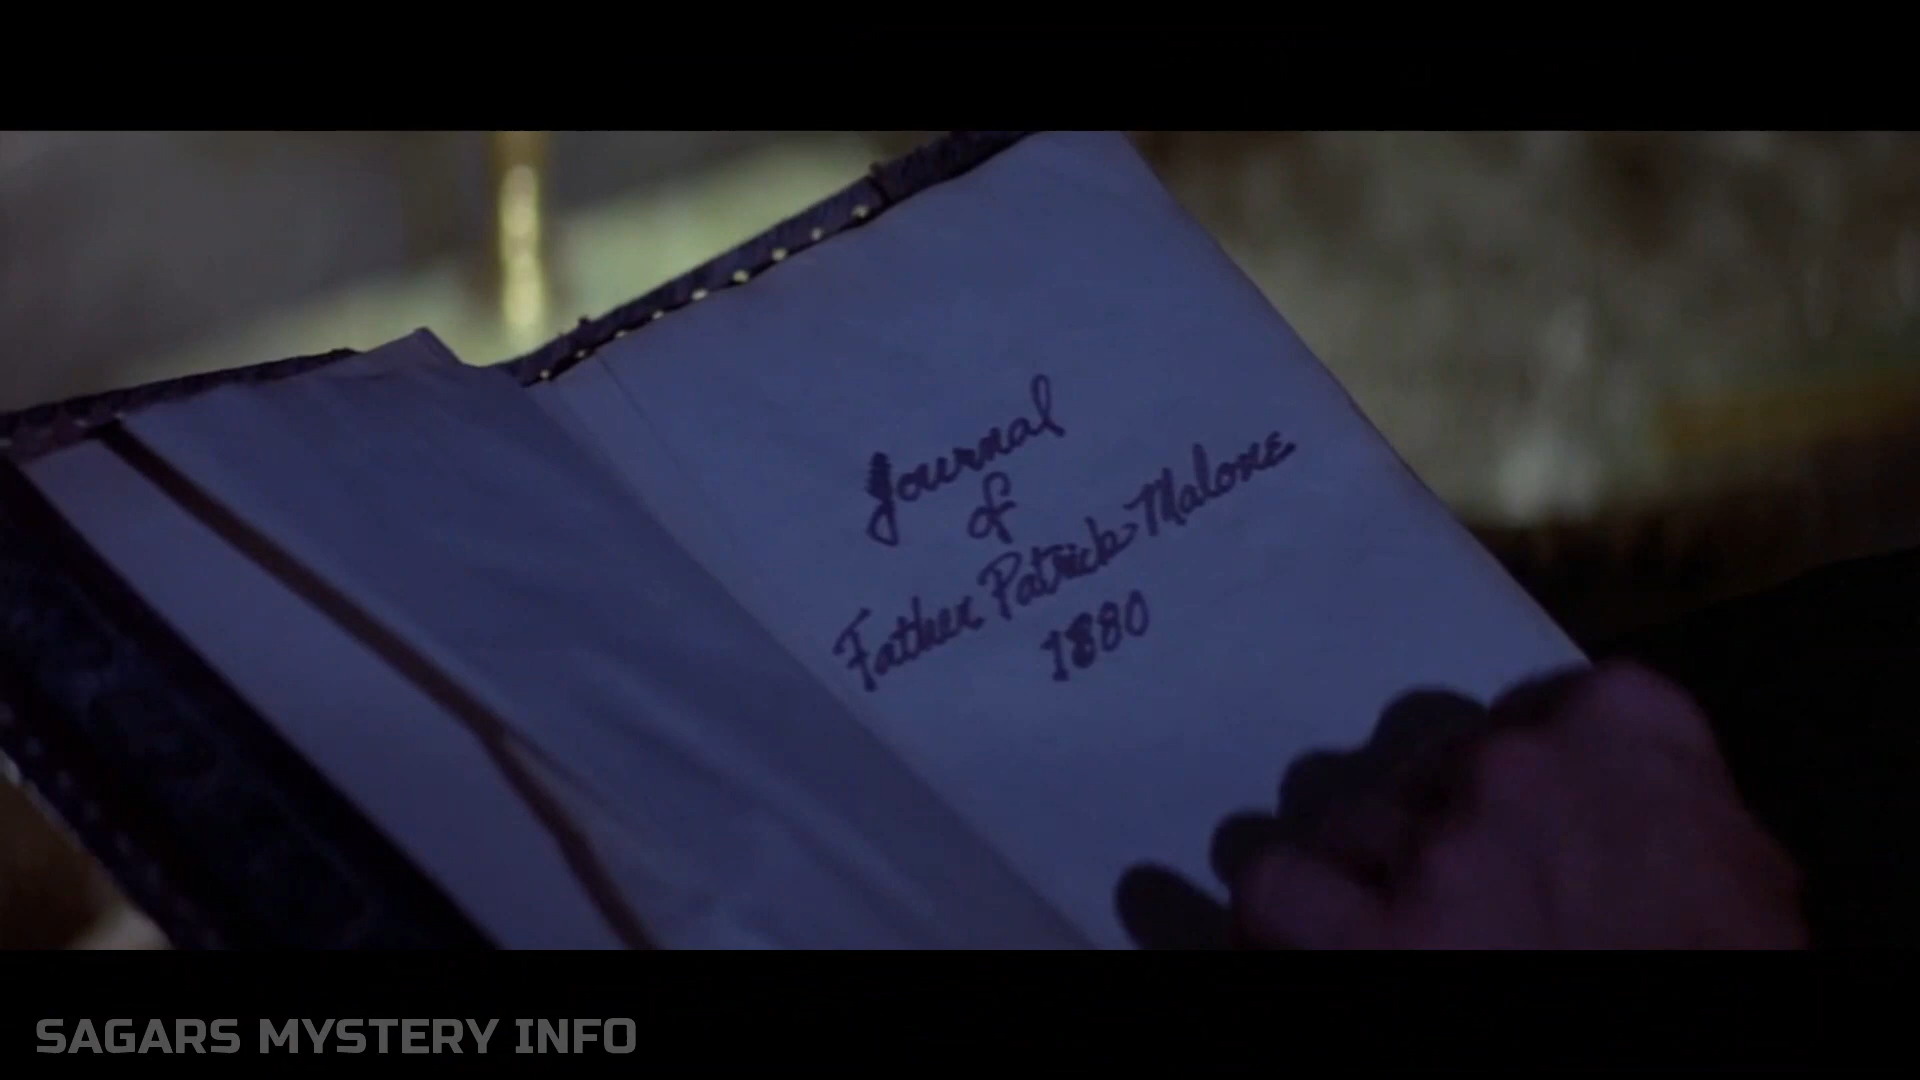 Journal
of
Father Patrick Malone
1880
SAGARS MYSTERY INFO